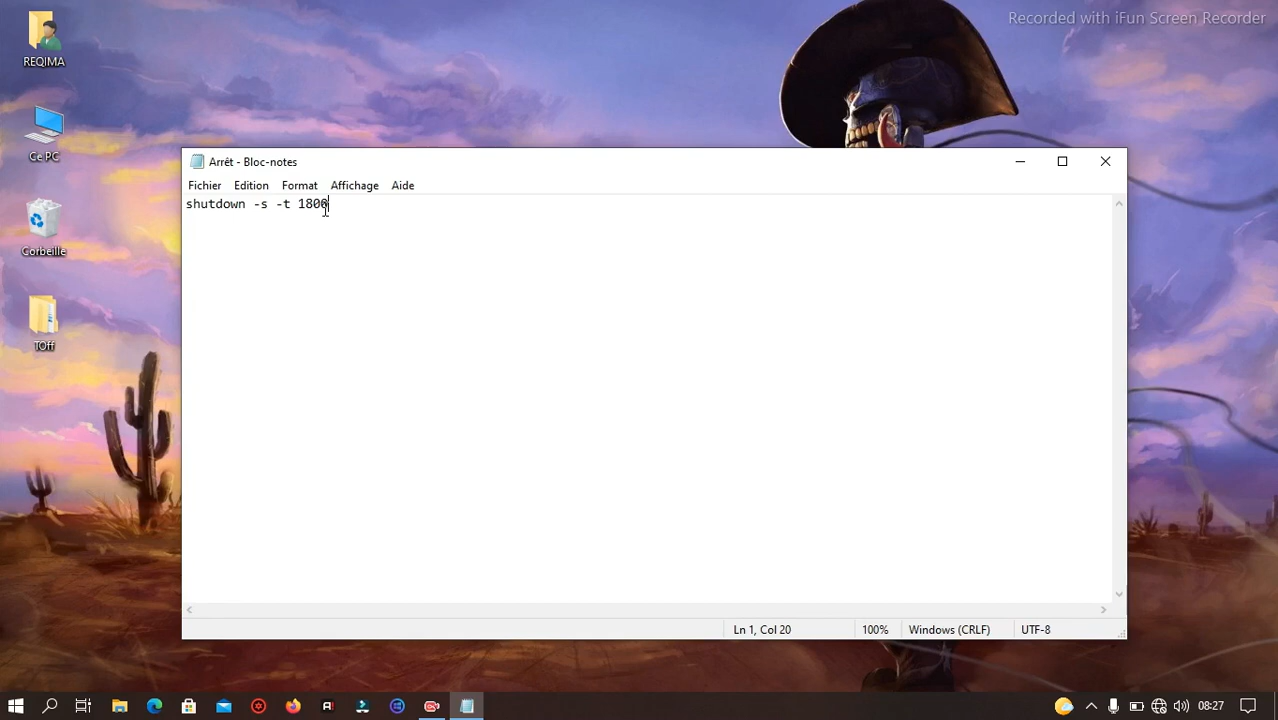 Recorded with iFun Screen Recorder
REQIMA
Ce PC
Corbeille
TOff
Arrêt - Bloc-notes
Fichier Edition Format Affichage Aide
shutdown -s -t 1800
Ln 1, Col 20 100% Windows (CRLF) UTF-8
08:27